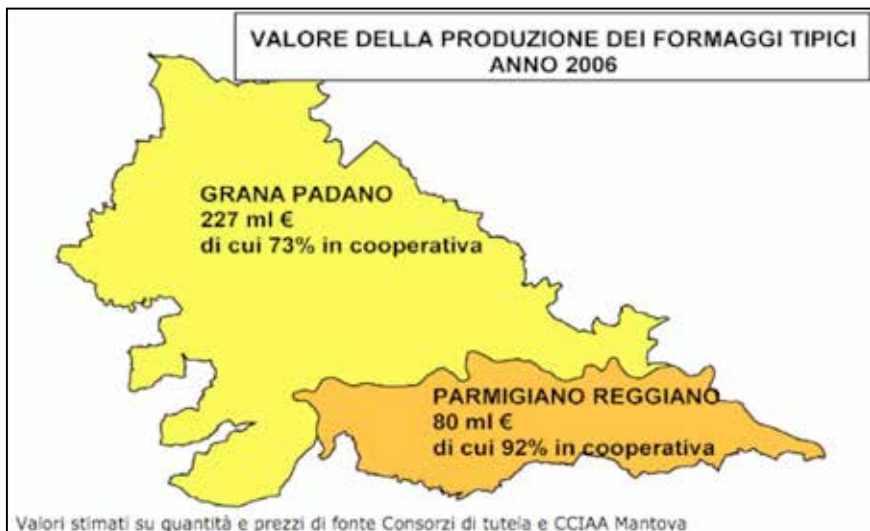 VALORE DELLA PRODUZIONE DEI FORMAGGI TIPICI
ANNO 2006
GRANA PADANO
227 ml €
di cui 73% in cooperativa
PARMIGIANO REGGIANO
80 ml €
di cui 92% in cooperativa
Valori stimati su quantità e prezzi di fonte Consorzi di tutela e CCIAA Mantova